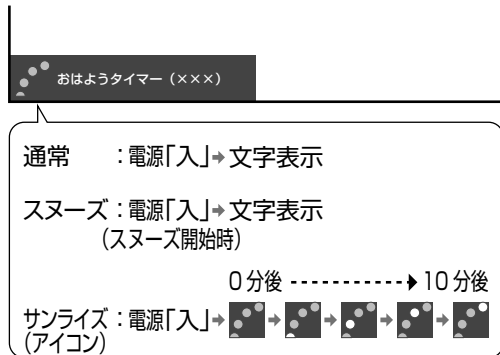 おはようタイマー（×××）
通常　：電源「入」➡文字表示
スヌーズ：電源「入」➡文字表示
（スヌーズ開始時）
0分後 ➡ 10分後
サンライズ：電源「入」➡ ➡ ➡ ➡ ➡
（アイコン）